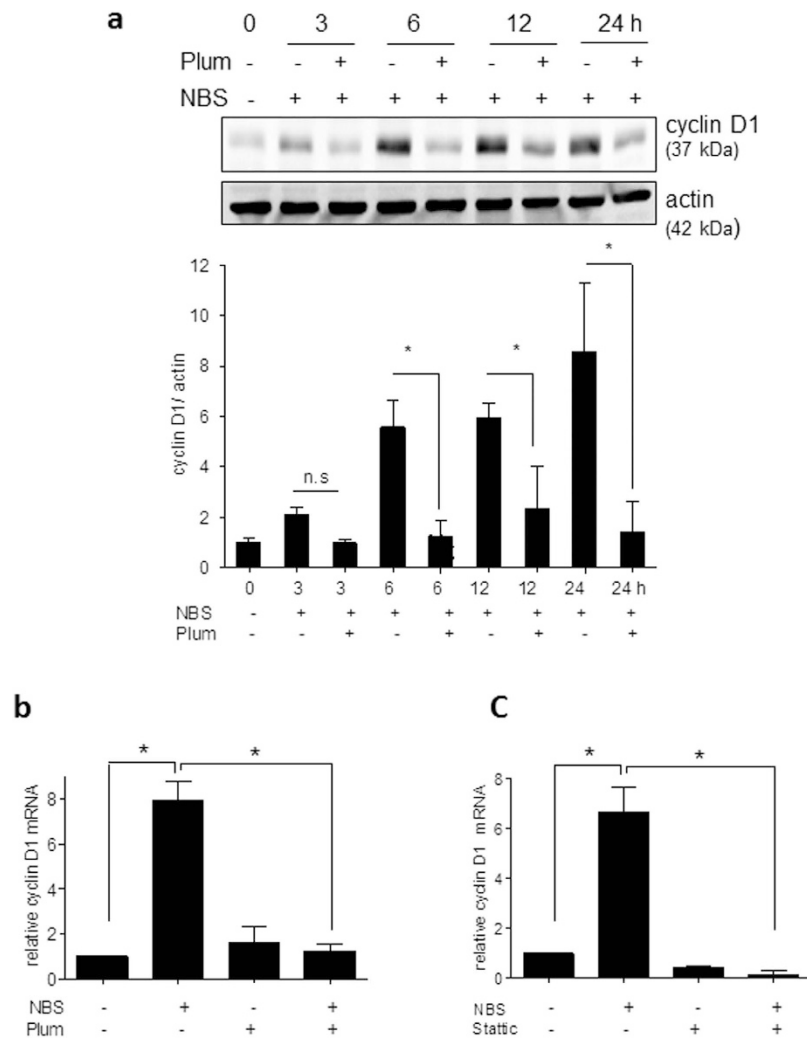 a
0 3 6 12 24 h
Plum - - + - + - + - +
NBS - + + + + + + + +
cyclin D1
(37 kDa)
actin
(42 kDa)
12
10
8
6
4
2
0
cyclin D1/ actin
n.s
*
*
*
0 3 3 6 6 12 12 24 24 h
NBS - + + + + + + + +
Plum - - + - + - + - +
b
8
6
4
2
0
relative cyclin D1 mRNA
*
*
NBS - + - +
Plum - - + +
C
8
6
4
2
0
relative cyclin D1 mRNA
*
*
NBS - + - +
Stattic - - + +